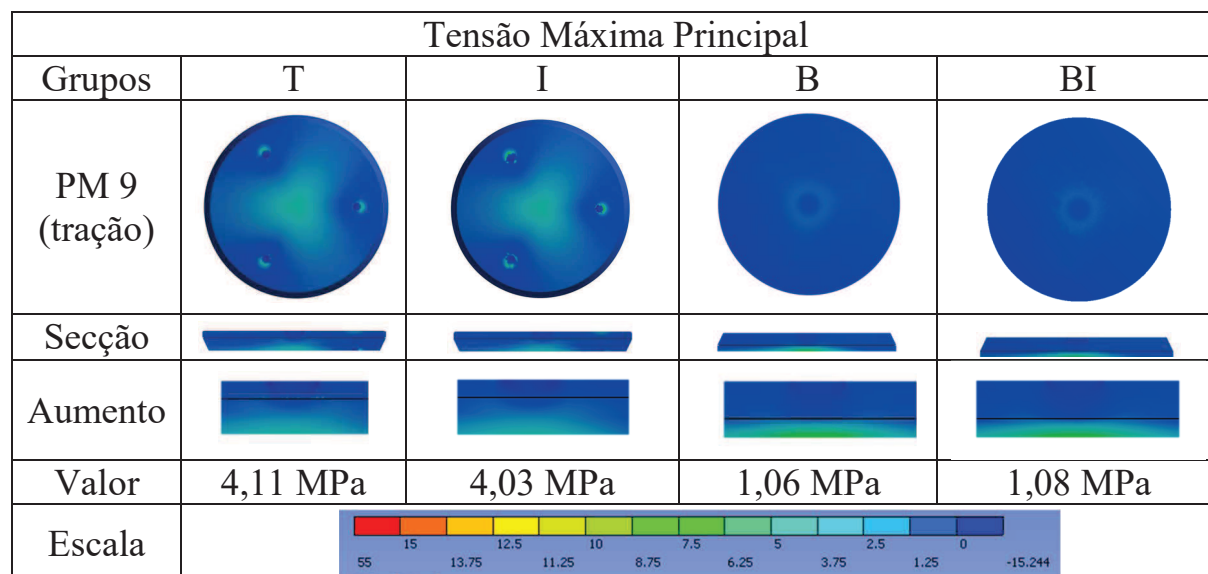 Tensão Máxima Principal
Grupos T I B BI
PM 9
(tração)
Secção
Aumento
Valor 4,11 MPa 4,03 MPa 1,06 MPa 1,08 MPa
Escala
15 12.5 10 7.5 5 2.5 0
55 13.75 11.25 8.75 6.25 3.75 1.25 -15.244